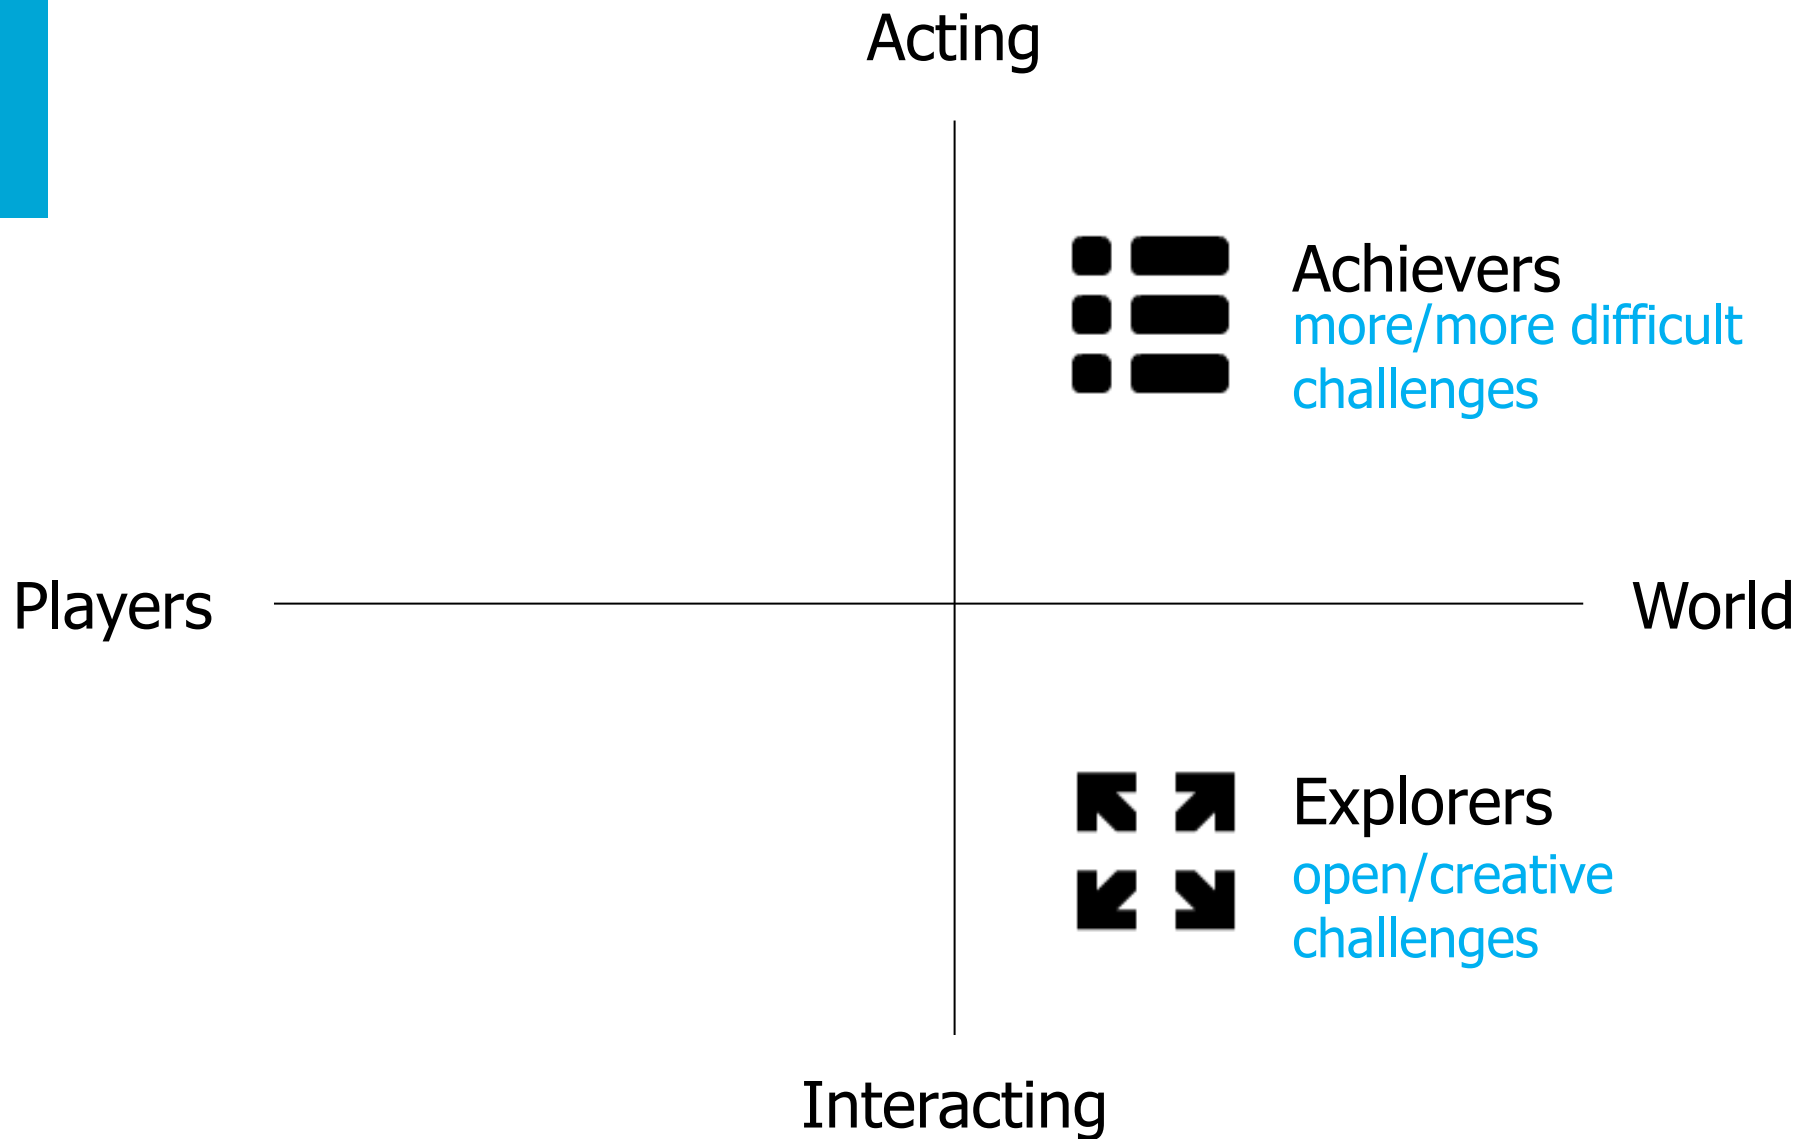 Acting
Achievers
more/more difficult
challenges
Players
World
Explorers
open/creative
challenges
Interacting